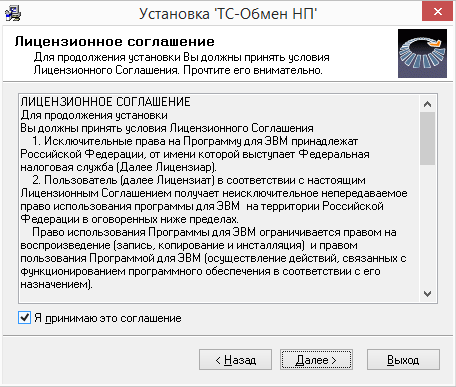 Установка 'ТС-Обмен НП'
Лицензионное соглашение
Для продолжения установки Вы должны принять условия
Лицензионного Соглашения. Прочтите его внимательно.
ЛИЦЕНЗИОННОЕ СОГЛАШЕНИЕ
Для продолжения установки
Вы должны принять условия Лицензионного Соглашения
1. Исключительные права на Программу для ЭВМ принадлежат
Российской Федерации, от имени которой выступает Федеральная
налоговая служба (Далее Лицензиар).
2. Пользователь (далее Лицензиат) в соответствии с настоящим
Лицензионным Соглашением получает неисключительное непередаваемое
право использования программы для ЭВМ на территории Российской
Федерации в оговоренных ниже пределах.
Право использования Программы для ЭВМ ограничивается правом на
воспроизведение (запись, копирование и инсталляция) и правом
пользования Программой для ЭВМ (осуществление действий, связанных с
функционированием программного обеспечения в соответствии с его
назначением).
Я принимаю это соглашение
< Назад Далее > Выход